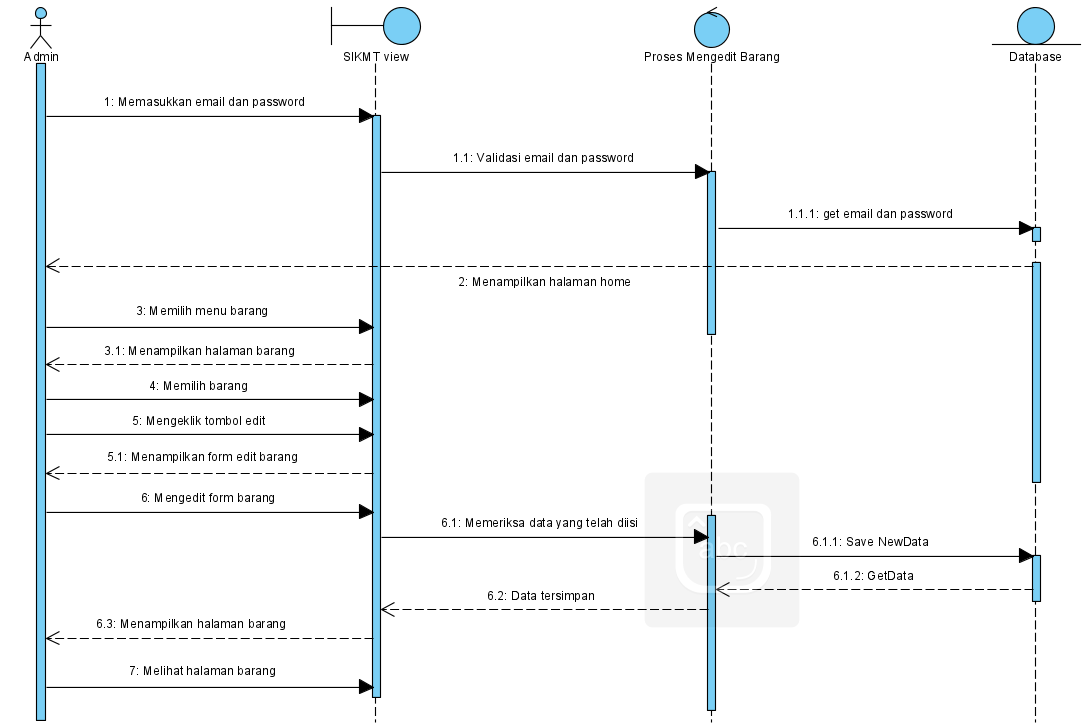 Admin
SIKMT view
Proses Mengedit Barang
Database
1: Memasukkan email dan password
1.1: Validasi email dan password
1.1.1: get email dan password
2: Menampilkan halaman home
3: Memilih menu barang
3.1: Menampilkan halaman barang
4: Memilih barang
5: Mengeklik tombol edit
5.1: Menampilkan form edit barang
6: Mengedit form barang
6.1: Memeriksa data yang telah diisi
abc
6.1.1: Save NewData
6.1.2: GetData
6.2: Data tersimpan
6.3: Menampilkan halaman barang
7: Melihat halaman barang